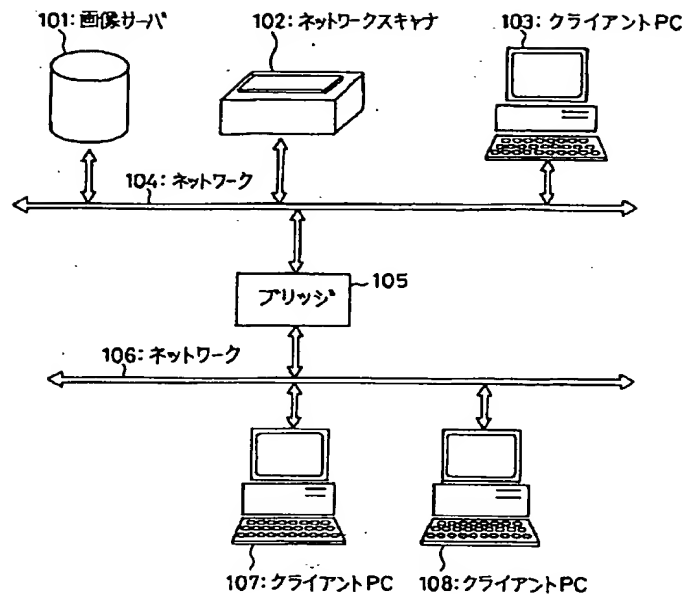 101:画像サーバ
102:ネットワークスキャナ
103:クライアントPC
104:ネットワーク
ブリッジ
105
106:ネットワーク
107:クライアントPC
108:クライアントPC